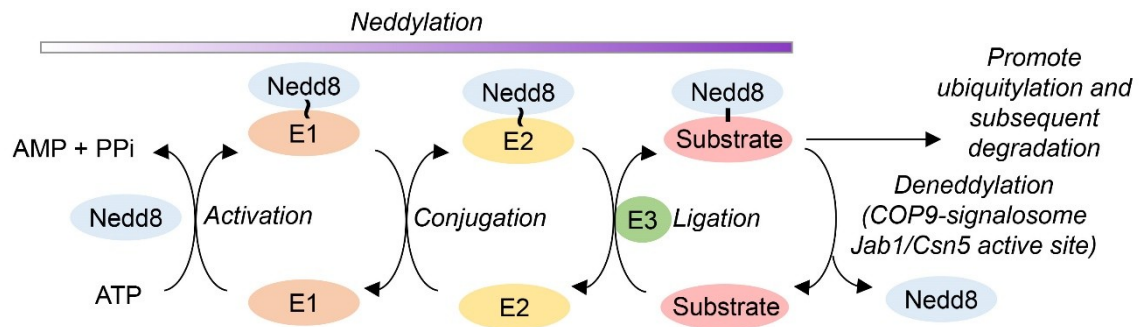 Neddylation
Nedd8
E1
Nedd8
E2
Nedd8
Substrate
Promote
ubiquitylation and
subsequent
degradation
AMP + PPi
Nedd8
Activation
Conjugation
E3
Ligation
Deneddylation
(COP9-signalosome
Jab1/Csn5 active site)
ATP
E1
E2
Substrate
Nedd8